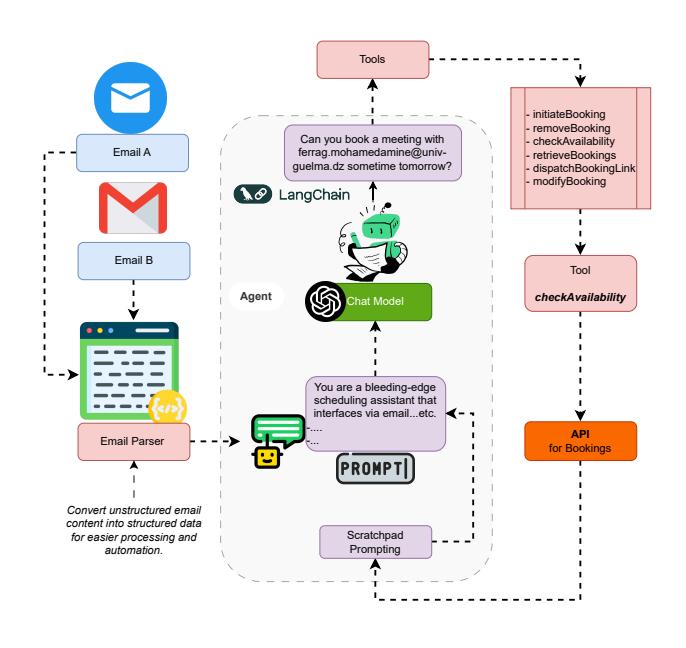 Tools
Email A
Can you book a meeting with
ferrag.mohamedamine@univ-
guelma.dz sometime tomorrow?
- initiateBooking
- removeBooking
- checkAvailability
- retrieveBookings
- dispatchBookingLink
- modifyBooking
LangChain
Email B
Agent
Chat Model
Tool
checkAvailability
You are a bleeding-edge
scheduling assistant that
interfaces via email...etc.
-....
-...
Email Parser
PROMPT
API
for Bookings
Convert unstructured email
content into structured data
for easier processing and
automation.
Scratchpad
Prompting